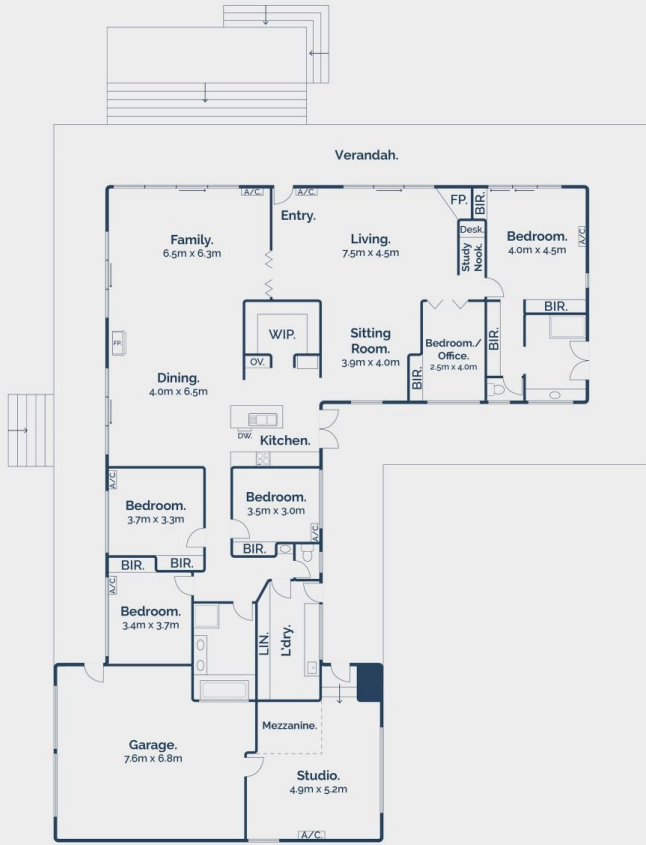 Verandah.
A/C.
A/C.
FP.
BIR.
Entry.
Family.
6.5m x 6.3m
Living.
7.5m x 4.5m
Desk.
Study
Nook.
Bedroom.
4.0m x 4.5m
A/C
BIR.
WIP.
OV.
FP.
Sitting
Room.
3.9m x 4.0m
Bedroom./
Office.
2.5m x 4.0m
BIR.
BIR.
Dining.
4.0m x 6.5m
DW.
Kitchen.
A/C.
Bedroom.
3.7m x 3.3m
Bedroom.
3.5m x 3.0m
A/C.
BIR.
BIR.
BIR.
A/C.
Bedroom.
3.4m x 3.7m
LIN.
L'dry.
Mezzanine.
Garage.
7.6m x 6.8m
Studio.
4.9m x 5.2m
A/C.